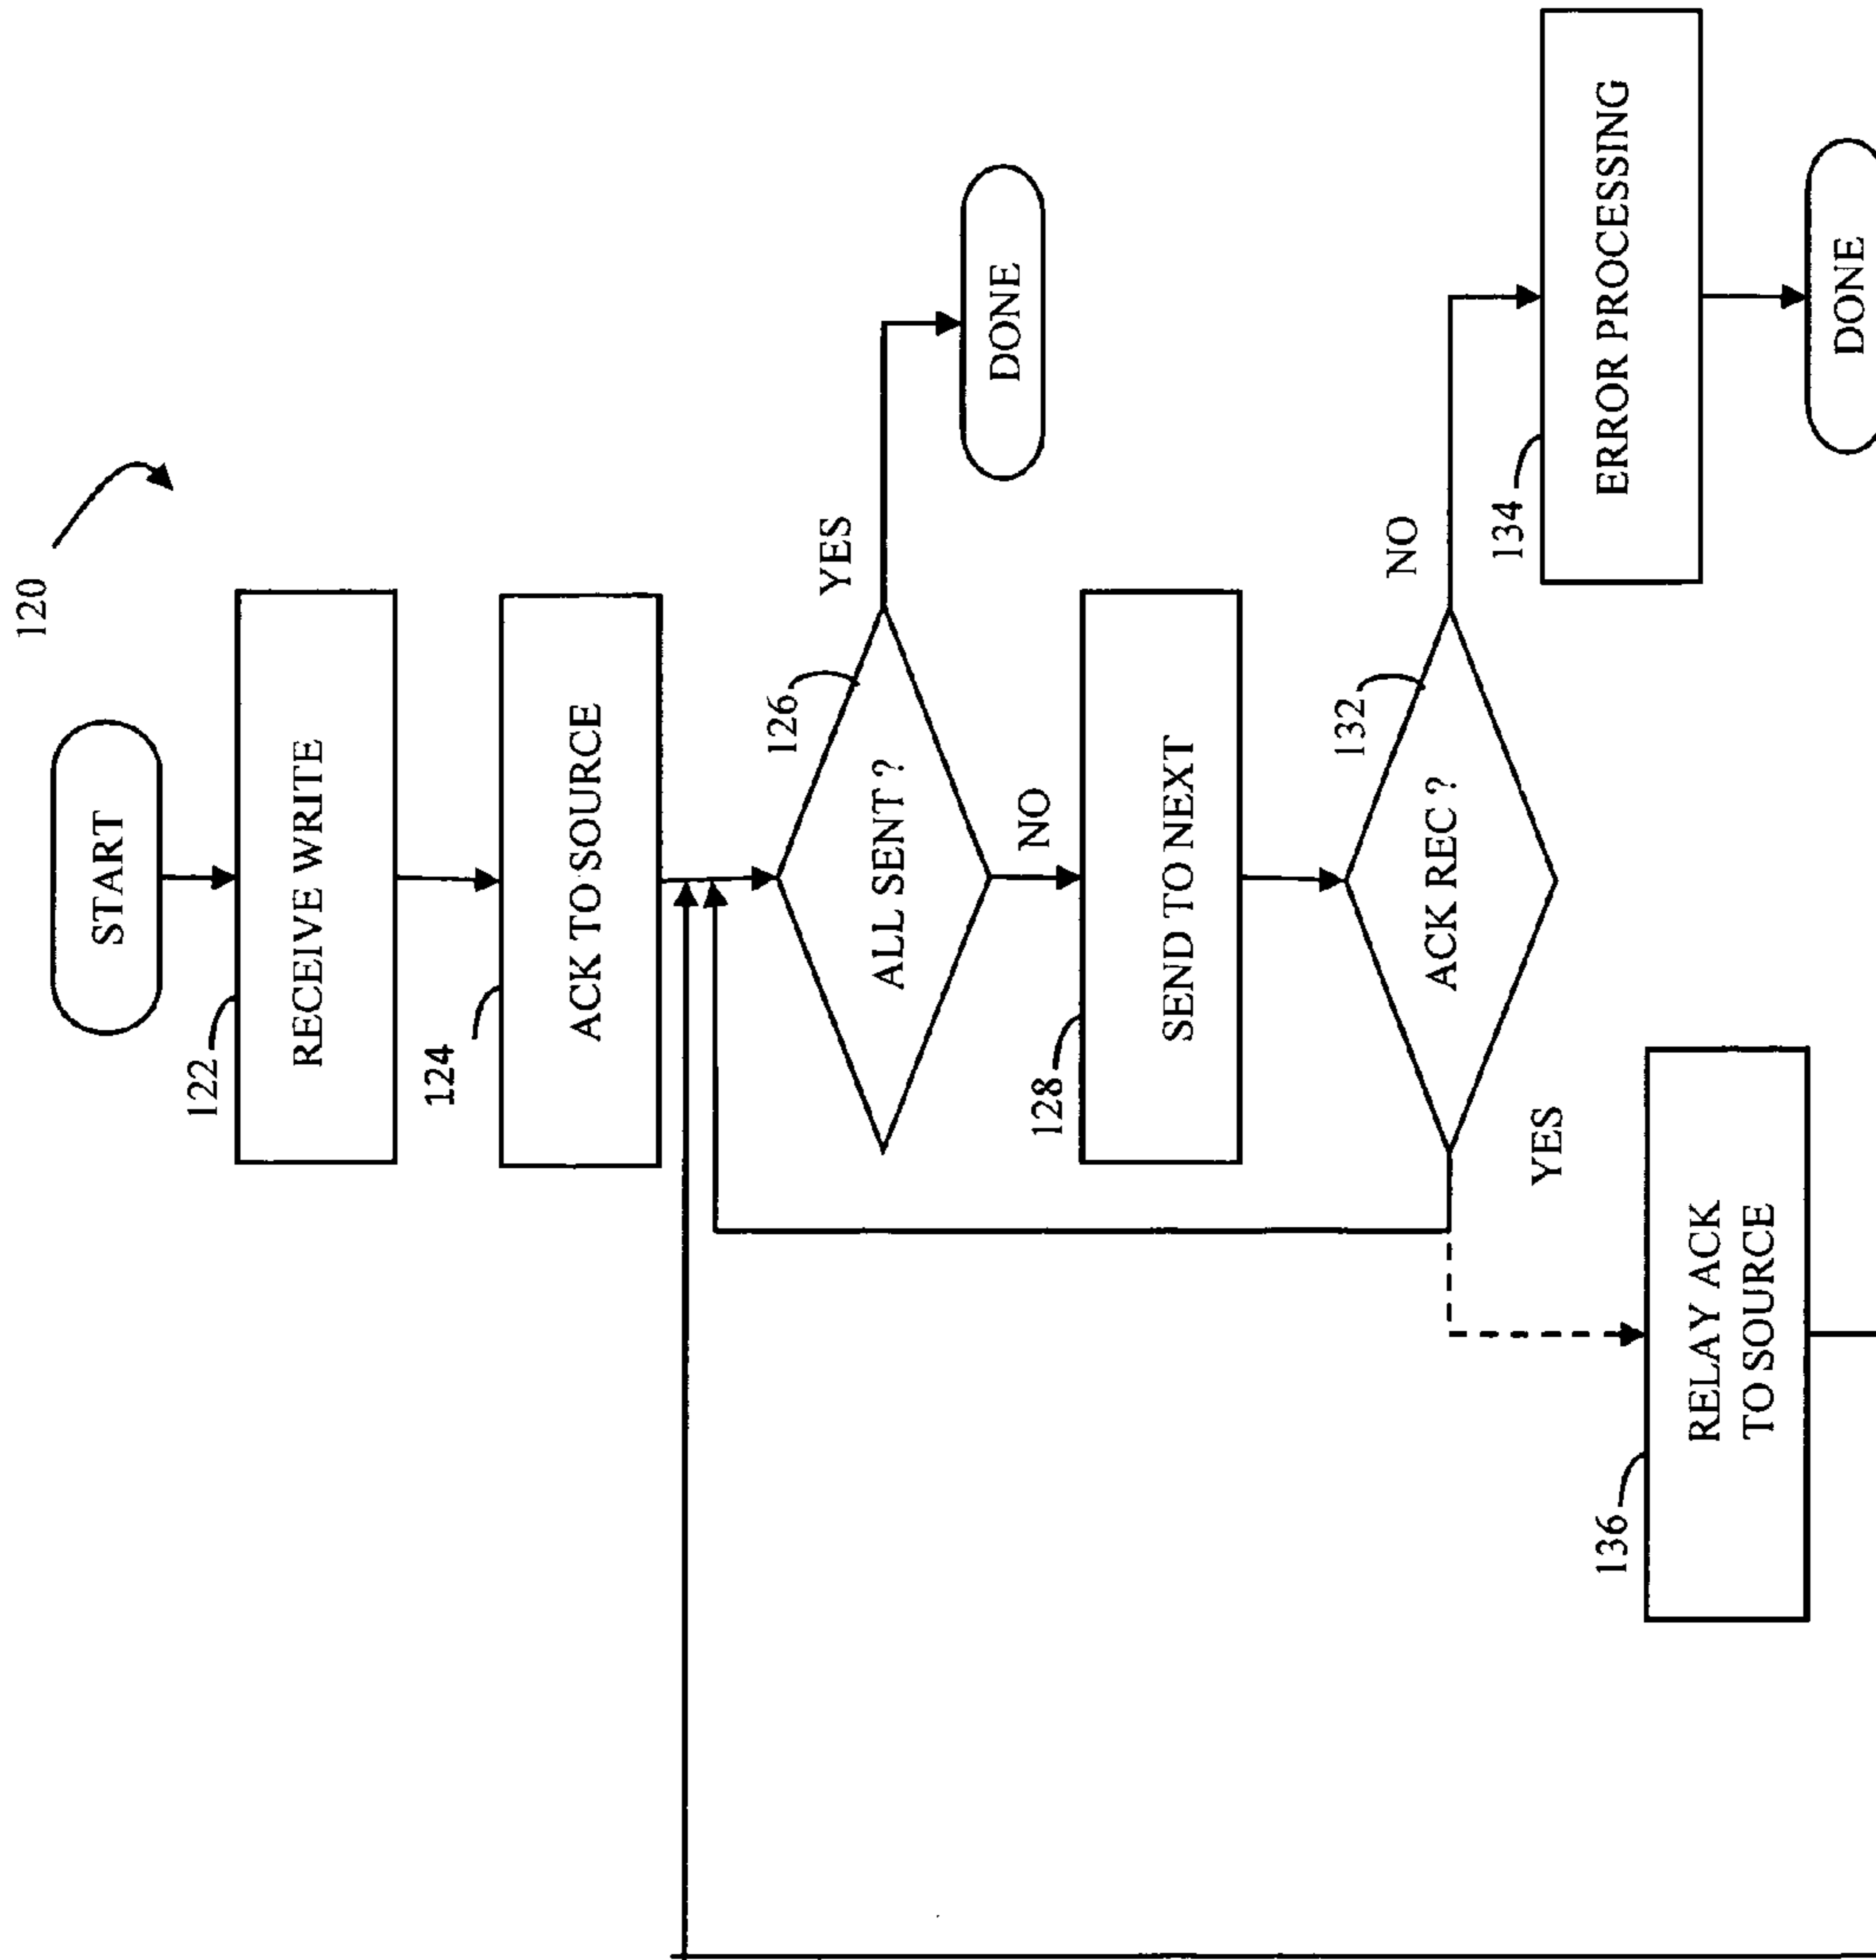 120
START
122
RECEIVE WRITE
124
ACK TO SOURCE
126
ALL SENT ?
YES
DONE
NO
128
SEND TO NEXT
132
ACK REC ?
NO
134
ERROR PROCESSING
DONE
YES
136
RELAY ACK
TO SOURCE